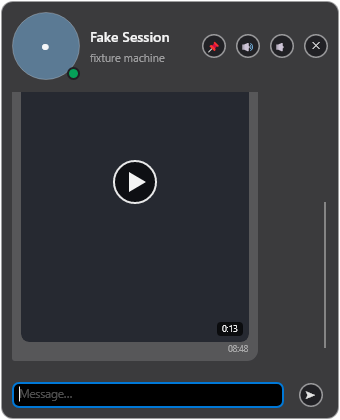 Fake Session
fixture machine
0:13
08:48
Message...